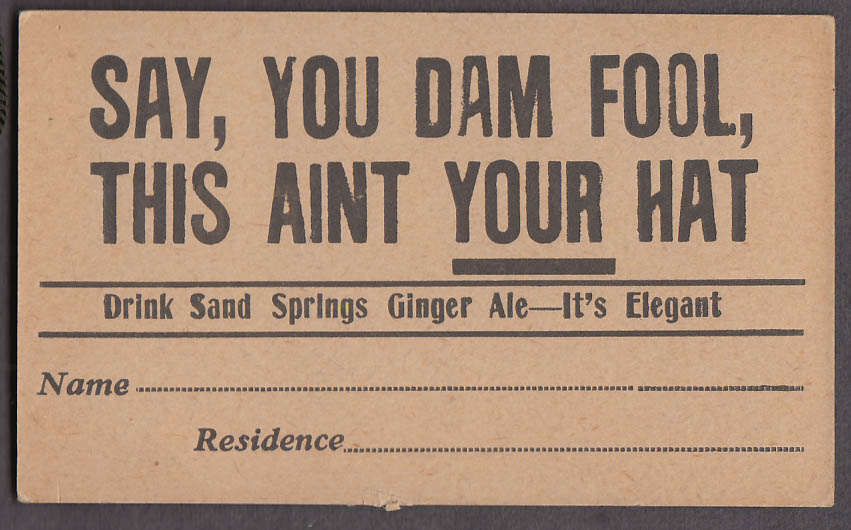 SAY, YOU DAM FOOL,
THIS AINT YOUR HAT
Drink Sand Springs Ginger Ale—It's Elegant
Name
Residence